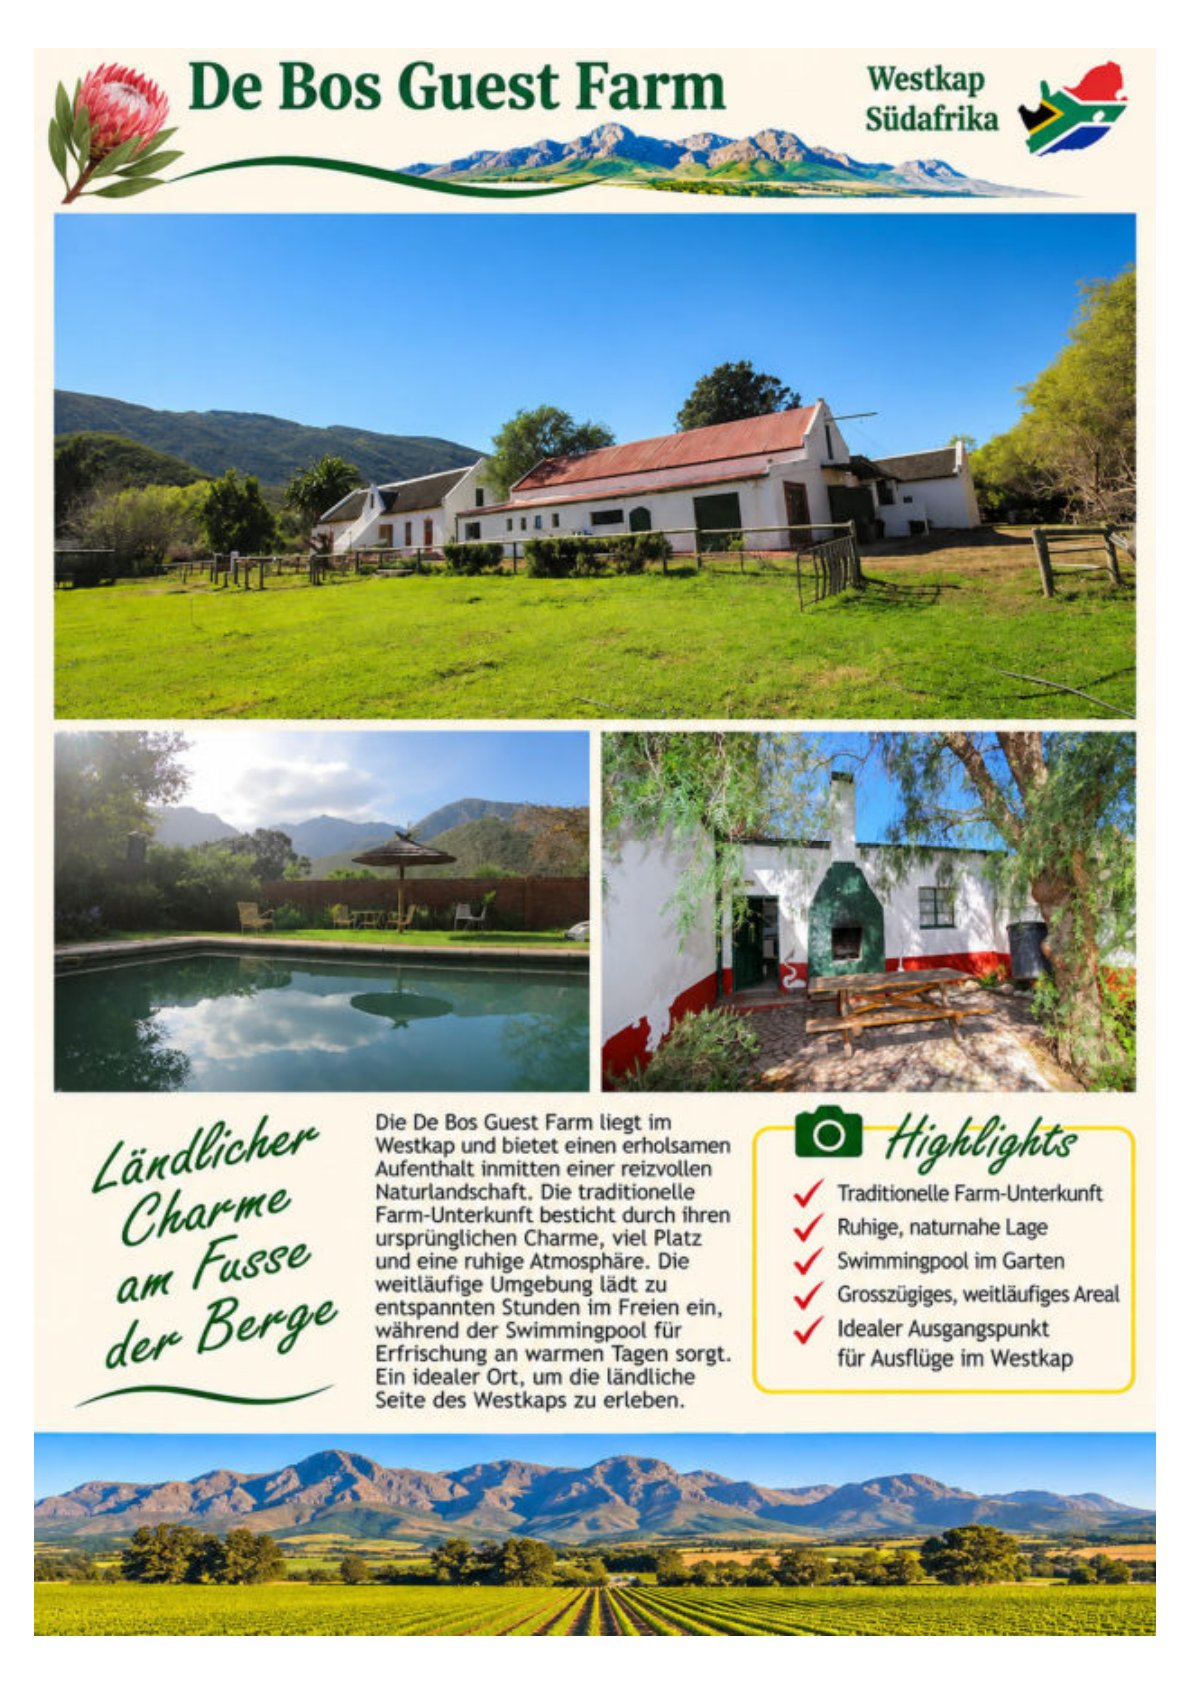 De Bos Guest Farm
Westkap
Südafrika
Ländlicher
Charme
am Fusse
der Berge
Die De Bos Guest Farm liegt im
Westkap und bietet einen erholsamen
Aufenthalt inmitten einer reizvollen
Naturlandschaft. Die traditionelle
Farm-Unterkunft besticht durch ihren
ursprünglichen Charme, viel Platz
und eine ruhige Atmosphäre. Die
weitläufige Umgebung lädt zu
entspannten Stunden im Freien ein,
während der Swimmingpool für
Erfrischung an warmen Tagen sorgt.
Ein idealer Ort, um die ländliche
Seite des Westkaps zu erleben.
Highlights
Traditionelle Farm-Unterkunft
Ruhige, naturnahe Lage
Swimmingpool im Garten
Grosszügiges, weitläufiges Areal
Idealer Ausgangspunkt
für Ausflüge im Westkap